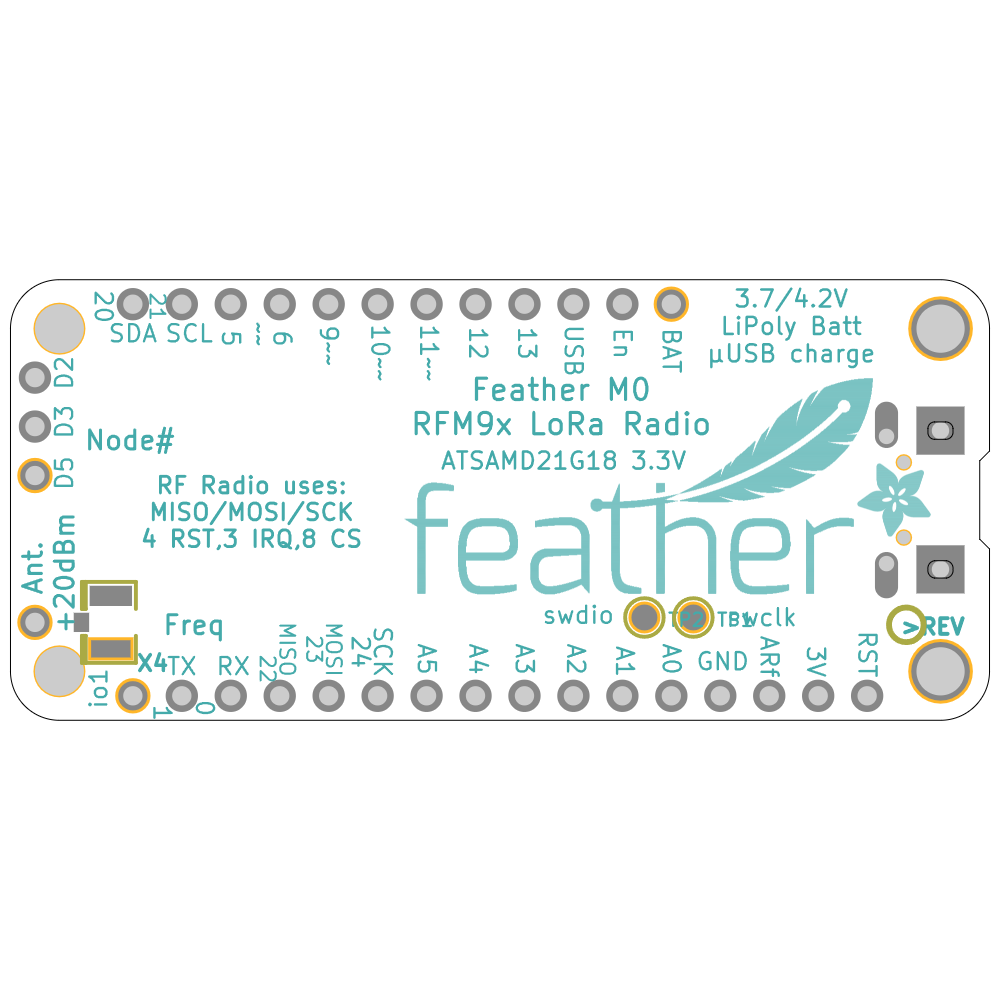 20
21
SDA SCL 5~ 6 9~ 10~ 11~ 12 13 USB En BAT
3.7/4.2V
LiPoly Batt
µUSB charge
D2
D3
D5
Feather M0
RFM9x LoRa Radio
ATSAMD21G18 3.3V
Node#
RF Radio uses:
MISO/MOSI/SCK
4 RST,3 IRQ,8 CS
feather
Ant.
+20dBm
swdio
swclk
>REV
Freq
X4
io1
TX RX MISO MOSI SCK A5 A4 A3 A2 A1 A0 GND ARf 3V RST
1 0 22 23 24